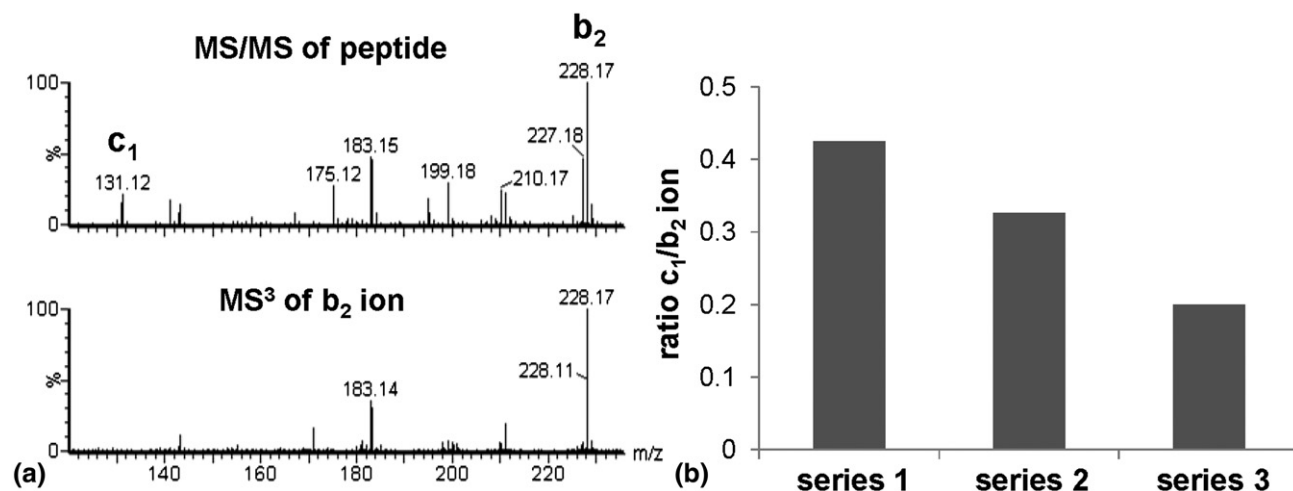 MS/MS of peptide
b₂
228.17
100
%
0
c₁
131.12
175.12
183.15
199.18
210.17
227.18
MS³ of b₂ ion
228.17
100
%
0
183.14
228.11
140 160 180 200 220 m/z
(a)
0.5
0.4
0.3
0.2
0.1
0
ratio c₁/b₂ ion
series 1 series 2 series 3
(b)